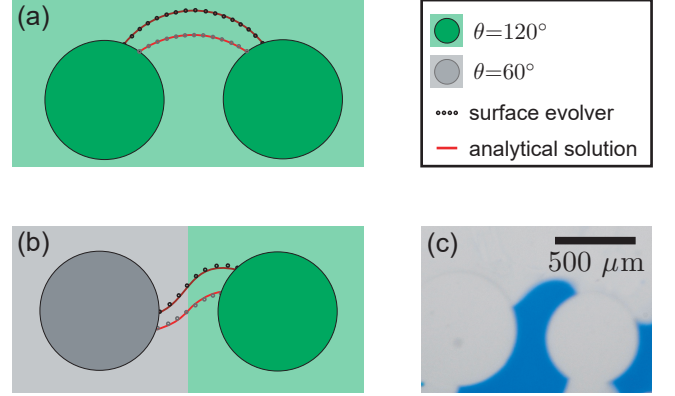 (a)
θ=120°
θ=60°
surface evolver
analytical solution
(b)
(c)
500 μm